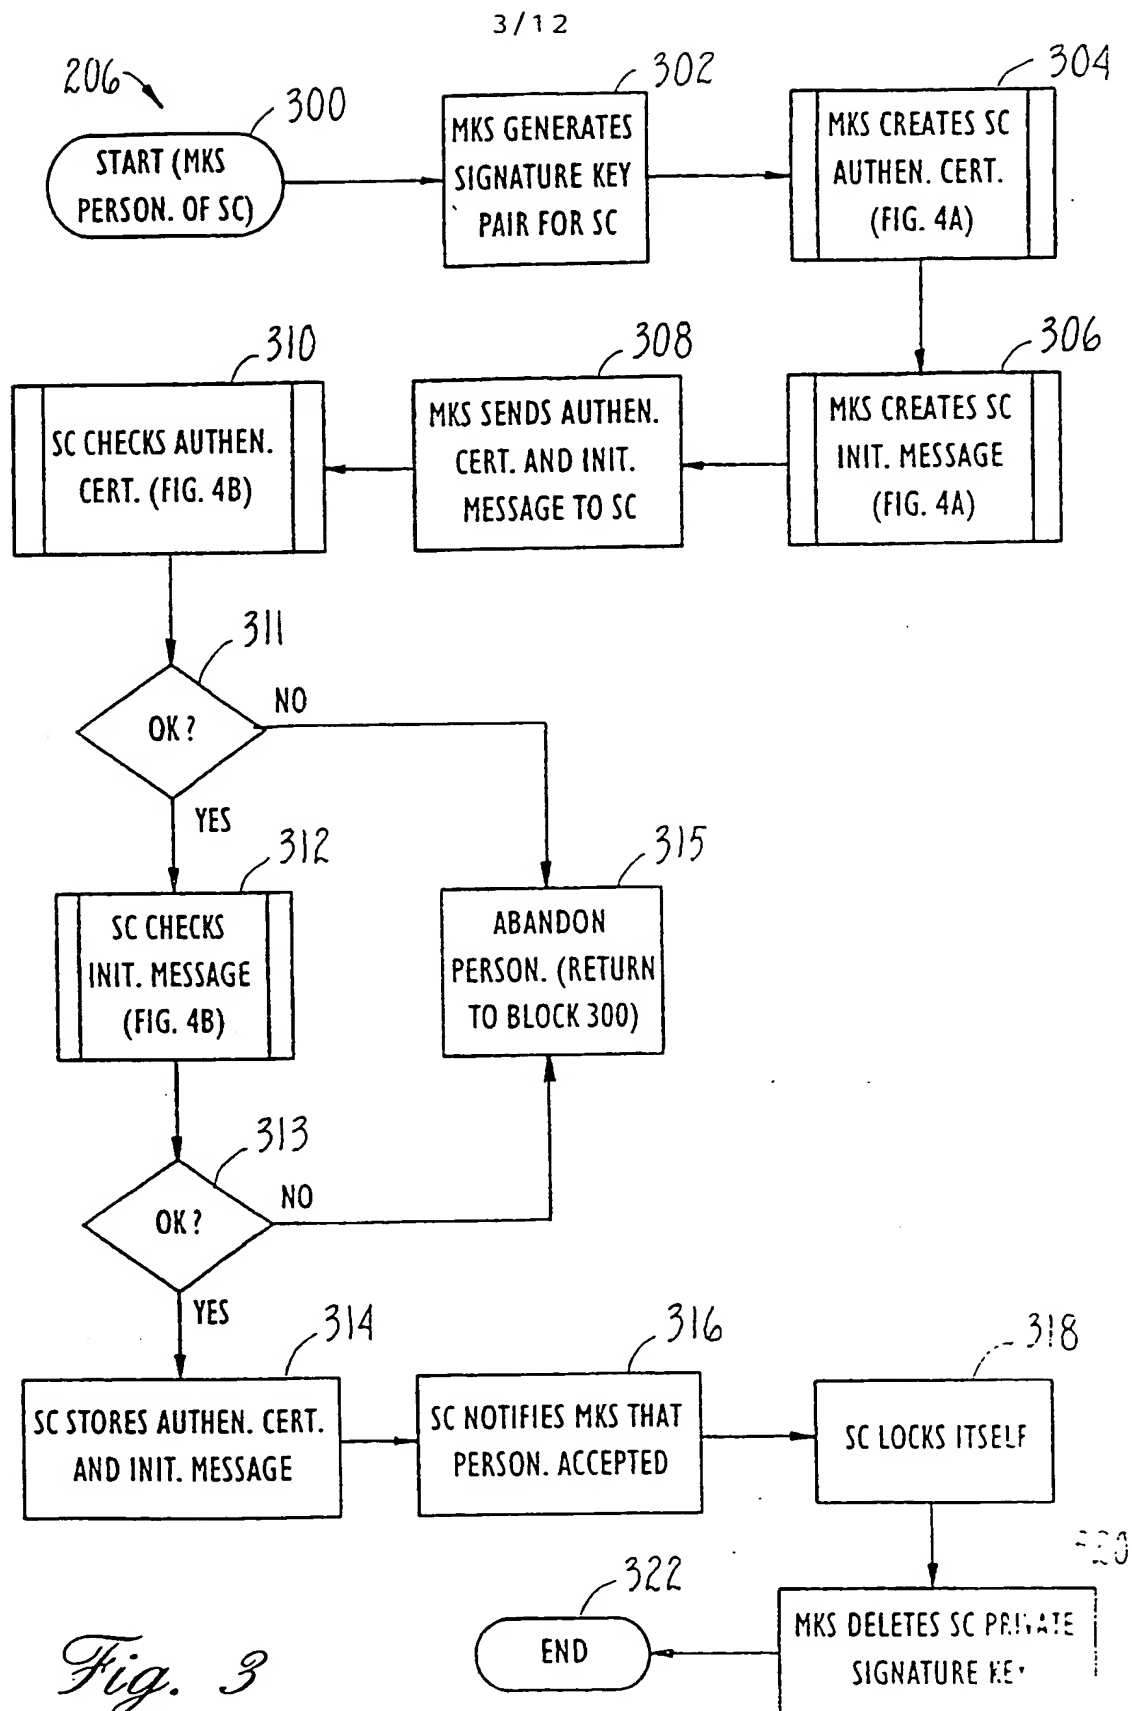 3/12
206
300
START (MKS
PERSON. OF SC)
302
MKS GENERATES
SIGNATURE KEY
PAIR FOR SC
304
MKS CREATES SC
AUTHEN. CERT.
(FIG. 4A)
306
MKS CREATES SC
INIT. MESSAGE
(FIG. 4A)
308
MKS SENDS AUTHEN.
CERT. AND INIT.
MESSAGE TO SC
310
SC CHECKS AUTHEN.
CERT. (FIG. 4B)
311
OK?
NO
YES
312
SC CHECKS
INIT. MESSAGE
(FIG. 4B)
315
ABANDON
PERSON. (RETURN
TO BLOCK 300)
313
OK?
NO
YES
314
SC STORES AUTHEN. CERT.
AND INIT. MESSAGE
316
SC NOTIFIES MKS THAT
PERSON. ACCEPTED
318
SC LOCKS ITSELF
MKS DELETES SC PRIVATE
SIGNATURE
322
END
Fig. 3